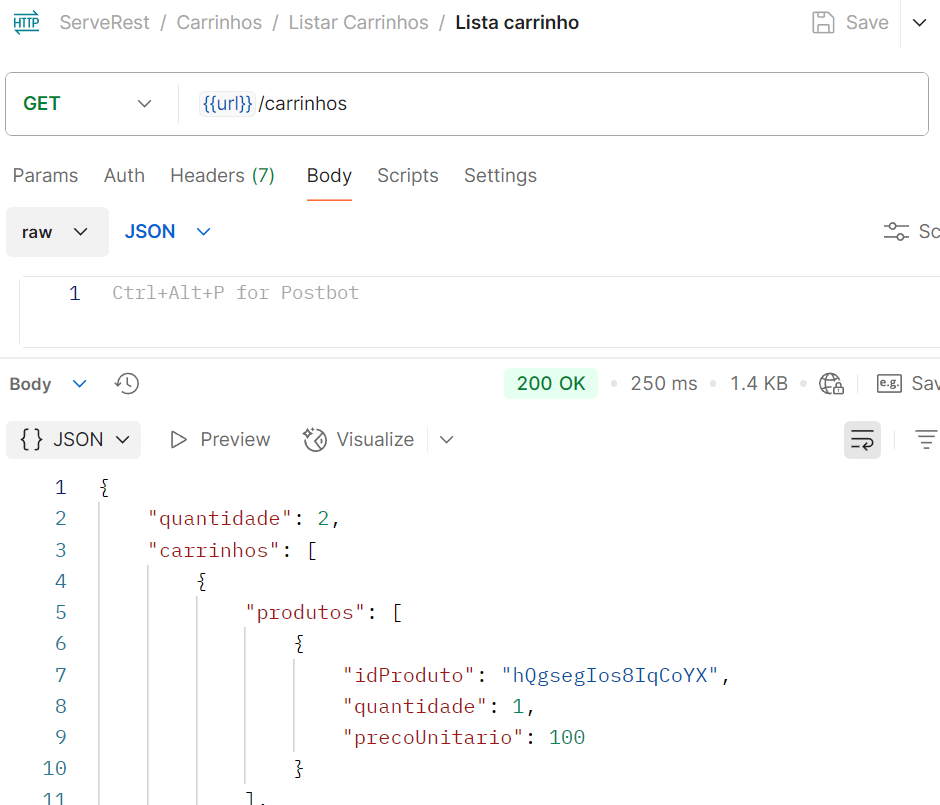 HTTP ServeRest / Carrinhos / Listar Carrinhos / Lista carrinho Save
GET {{url}} /carrinhos
Params Auth Headers (7) Body Scripts Settings
raw JSON Sc
1 Ctrl+Alt+P for Postbot
Body 200 OK 250 ms 1.4 KB e.g. Sav
{} JSON Preview Visualize
1 {
2 "quantidade": 2,
3 "carrinhos": [
4 {
5 "produtos": [
6 {
7 "idProduto": "hQgsegIos8IqCoYX",
8 "quantidade": 1,
9 "precoUnitario": 100
10 }
11 ],